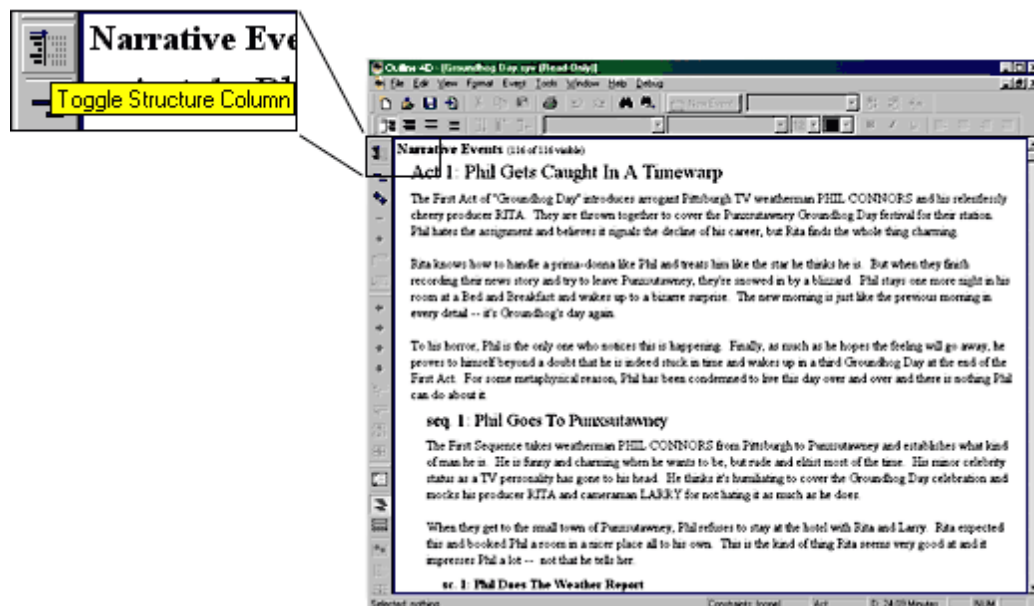 Narrative Eve
Toggle Structure Column
Outline 4D - [Groundhog Day.syv (Read-Only)]
File Edit View Format Event Tools Window Help Debug
New Event
12
Narrative Events (116 of 116 visible)
Act 1: Phil Gets Caught In A Timewarp
The First Act of "Groundhog Day" introduces arrogant Pittsburgh TV weatherman PHIL CONNORS and his relentlessly
cheery producer RITA. They are thrown together to cover the Punxsutawney Groundhog Day festival for their station.
Phil hates the assignment and believes it signals the decline of his career, but Rita finds the whole thing charming.
Rita knows how to handle a prima-donna like Phil and treats him like the star he thinks he is. But when they finish
recording their news story and try to leave Punxsutawney, they're snowed in by a blizzard. Phil stays one more night in his
room at a Bed and Breakfast and wakes up to a bizarre surprise. The new morning is just like the previous morning in
every detail -- it's Groundhog's day again.
To his horror, Phil is the only one who notices this is happening. Finally, as much as he hopes the feeling will go away, he
proves to himself beyond a doubt that he is indeed stuck in time and wakes up in a third Groundhog Day at the end of the
First Act. For some metaphysical reason, Phil has been condemned to live this day over and over and there is nothing Phil
can do about it.
seq. 1: Phil Goes To Punxsutawney
The First Sequence takes weatherman PHIL CONNORS from Pittsburgh to Punxsutawney and establishes what kind
of man he is. He is funny and charming when he wants to be, but rude and elitist most of the time. His minor celebrity
status as a TV personality has gone to his head. He thinks it's humiliating to cover the Groundhog Day celebration and
mocks his producer RITA and cameraman LARRY for not hating it as much as he does.
When they get to the small town of Punxsutawney, Phil refuses to stay at the hotel with Rita and Larry. Rita expected
this and booked Phil a room in a nicer place all to his own. This is the kind of thing Rita seems very good at and it
impresses Phil a lot -- not that he tells her.
sc. 1: Phil Does The Weather Report
Selected: nothing Constraints: [none] Act NUM